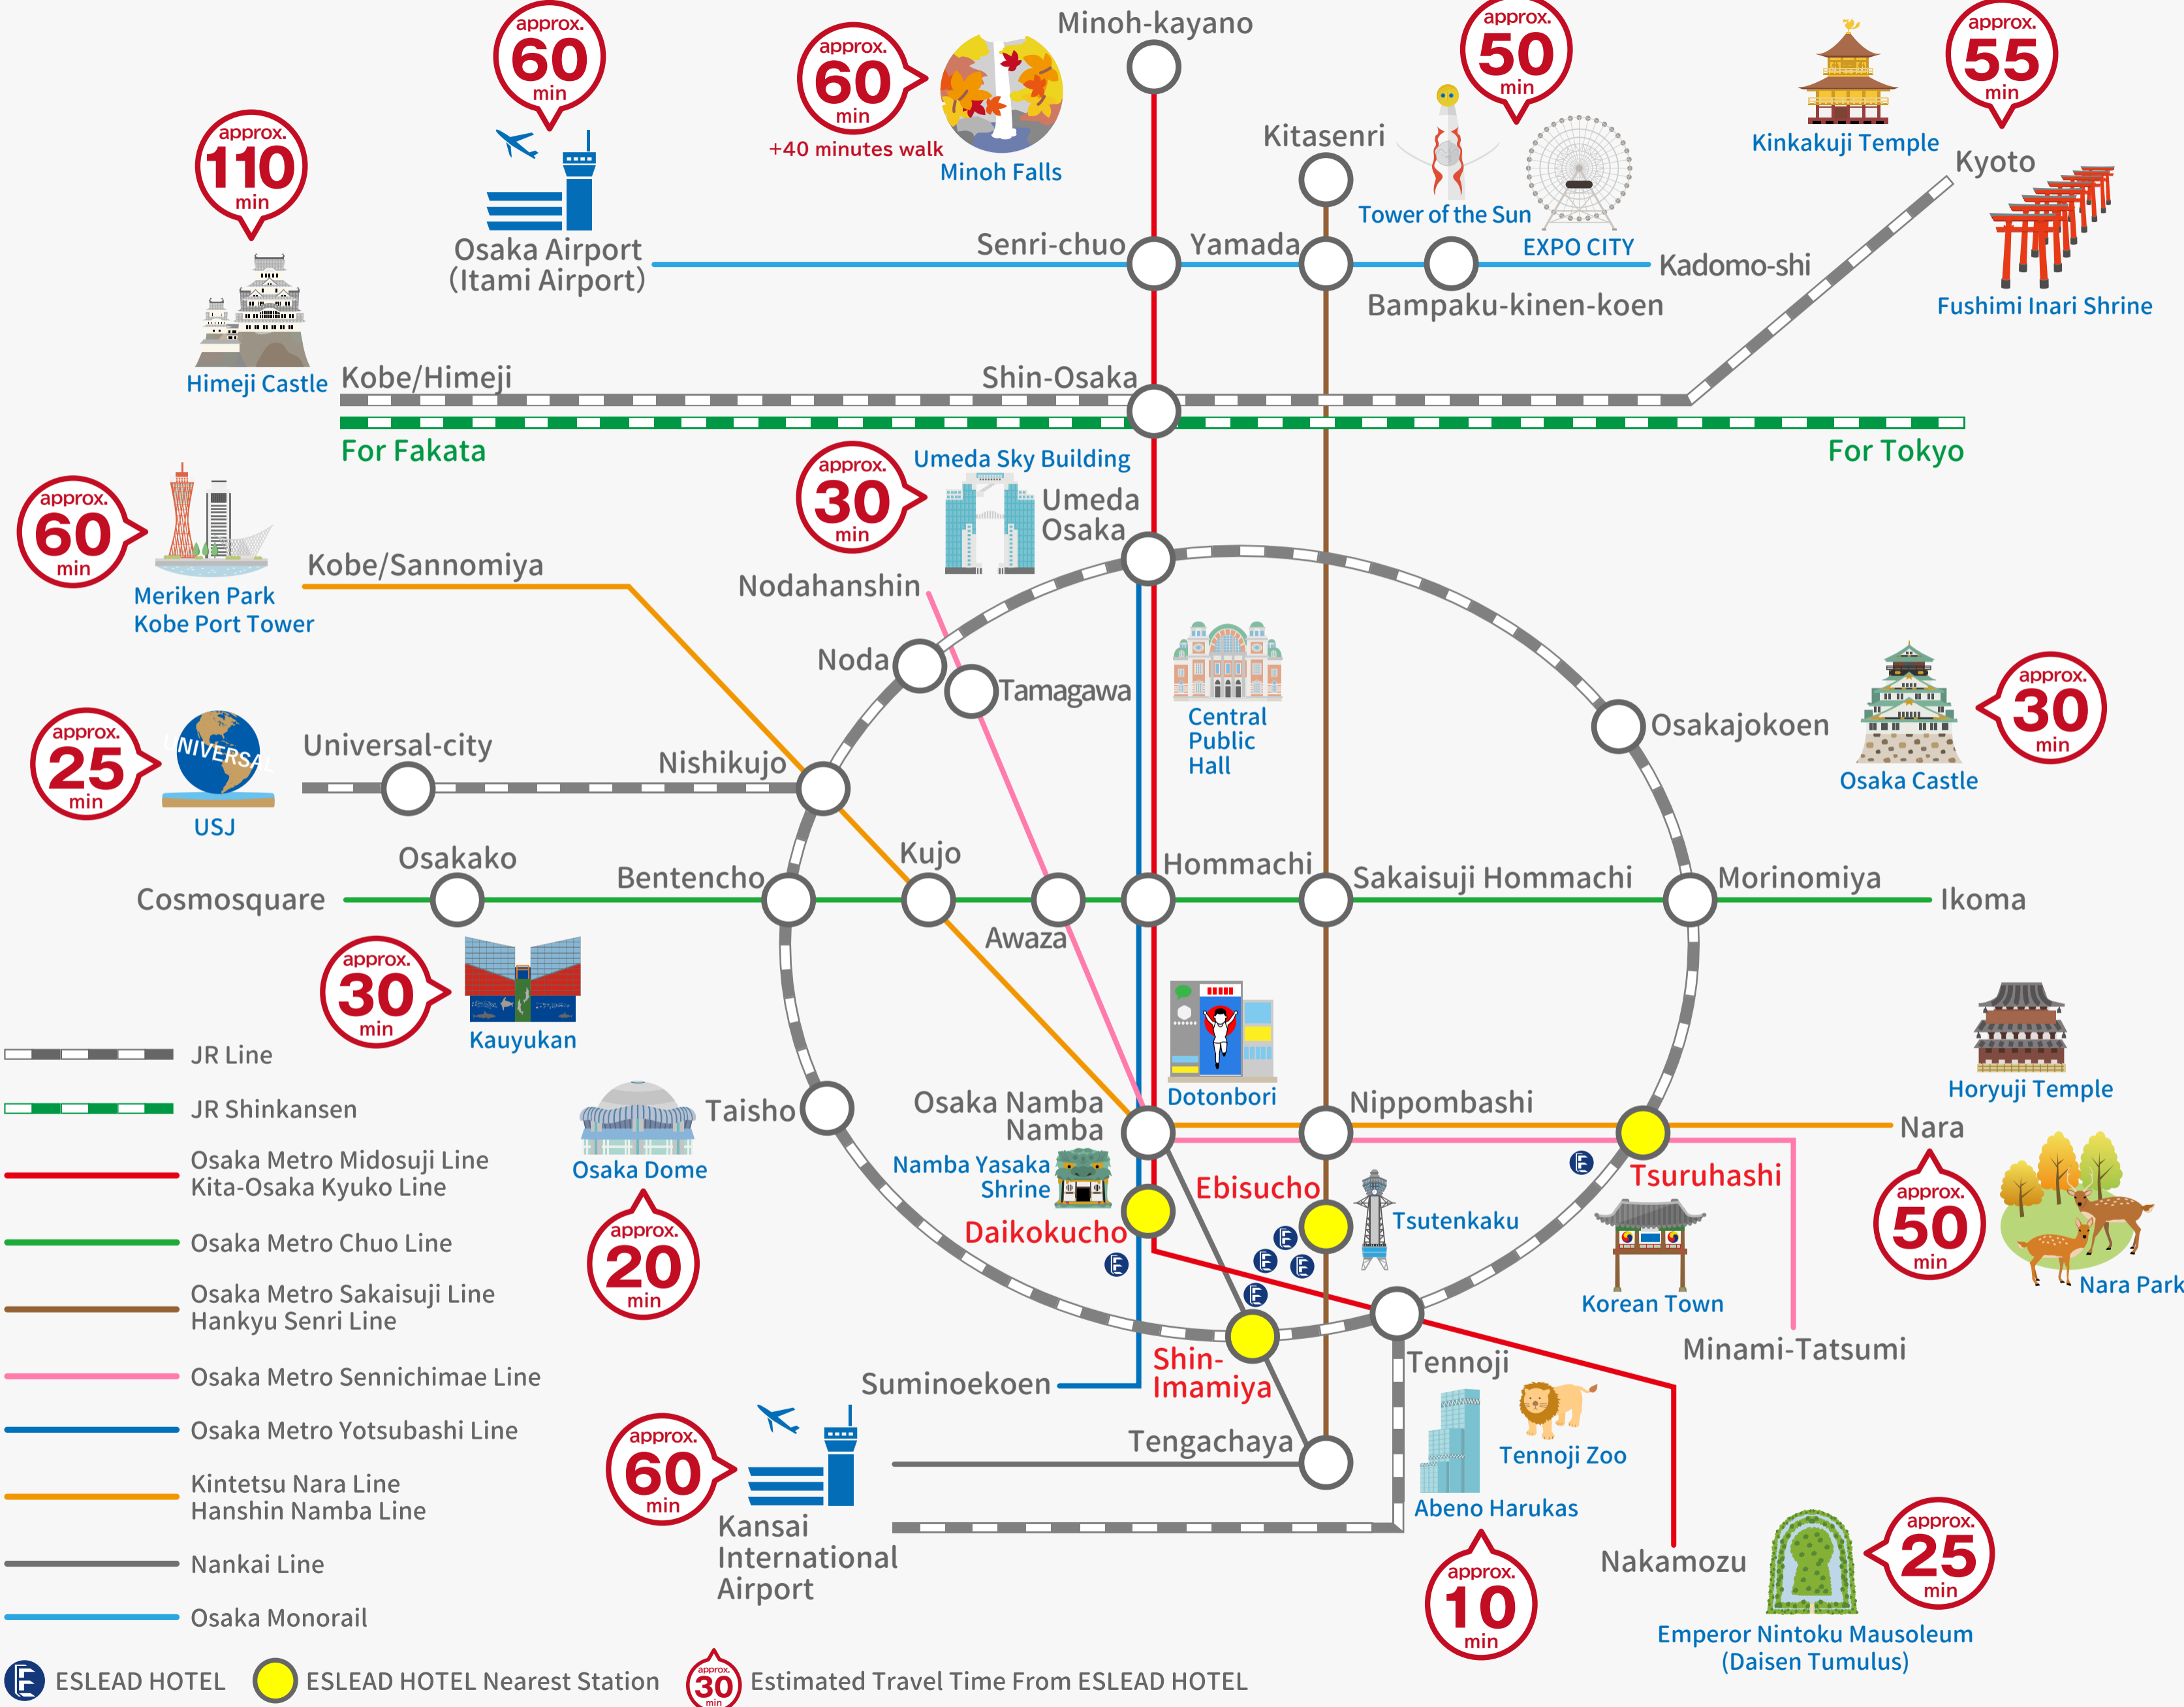 approx.
60
min
approx.
60
min
+40 minutes walk
Minoh Falls
Minoh-kayano
approx.
50
min
Kinkakuji Temple
approx.
55
min
Kyoto
Fushimi Inari Shrine
approx.
110
min
Himeji Castle
Osaka Airport
(Itami Airport)
Kitasenri
Tower of the Sun
EXPO CITY
Senri-chuo
Yamada
Bampaku-kinen-koen
Kadomo-shi
Kobe/Himeji
Shin-Osaka
For Fakata
For Tokyo
approx.
60
min
Meriken Park
Kobe Port Tower
Kobe/Sannomiya
approx.
30
min
Umeda Sky Building
Umeda
Osaka
Nodahanshin
Noda
Tamagawa
Central
Public
Hall
Osakajokoen
Osaka Castle
approx.
30
min
approx.
25
min
UNIVERSAL
USJ
Universal-city
Nishikujo
Cosmosquare
Osakako
Bentencho
Kujo
Awaza
Hommachi
Sakaisuji Hommachi
Morinomiya
Ikoma
approx.
30
min
Kauyukan
Dotonbori
Horyuji Temple
Osaka Dome
Taisho
approx.
20
min
Osaka Namba
Namba
Nippombashi
Tsuruhashi
Nara
Namba Yasaka
Shrine
Daikokucho
Ebisucho
Tsutenkaku
Korean Town
approx.
50
min
Nara Park
Minami-Tatsumi
Suminoekoen
Shin-
Imamiya
Tennoji
Tengachaya
Tennoji Zoo
Abeno Harukas
approx.
10
min
approx.
60
min
Kansai
International
Airport
Nakamozu
approx.
25
min
Emperor Nintoku Mausoleum
(Daisen Tumulus)
JR Line
JR Shinkansen
Osaka Metro Midosuji Line
Kita-Osaka Kyuko Line
Osaka Metro Chuo Line
Osaka Metro Sakaisuji Line
Hankyu Senri Line
Osaka Metro Sennichimae Line
Osaka Metro Yotsubashi Line
Kintetsu Nara Line
Hanshin Namba Line
Nankai Line
Osaka Monorail
ESLEAD HOTEL
ESLEAD HOTEL Nearest Station
approx.
30
min
Estimated Travel Time From ESLEAD HOTEL